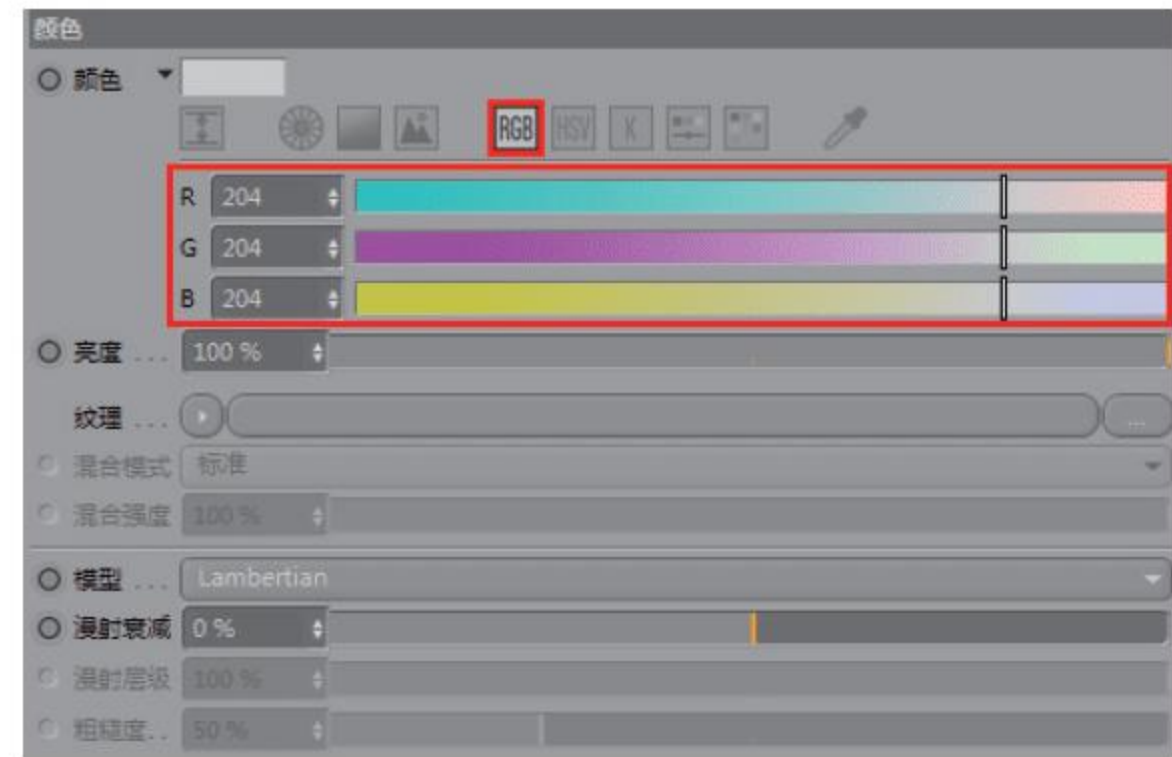 颜色
颜色
RGB HSV K
R 204
G 204
B 204
亮度 ... 100 %
纹理 ... ...
混合模式 标准
混合强度 100 %
模型 ... Lambertian
漫射衰减 0 %
漫射层级 100 %
粗糙度.. 50 %